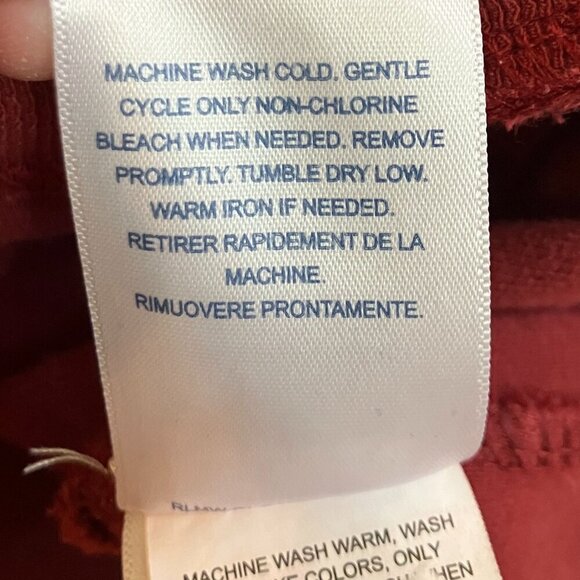 MACHINE WASH COLD. GENTLE
CYCLE ONLY NON-CHLORINE
BLEACH WHEN NEEDED. REMOVE
PROMPTLY. TUMBLE DRY LOW.
WARM IRON IF NEEDED.
RETIRER RAPIDEMENT DE LA
MACHINE.
RIMUOVERE PRONTAMENTE.
MACHINE WASH WARM, WASH
COLORS, ONLY
WHEN